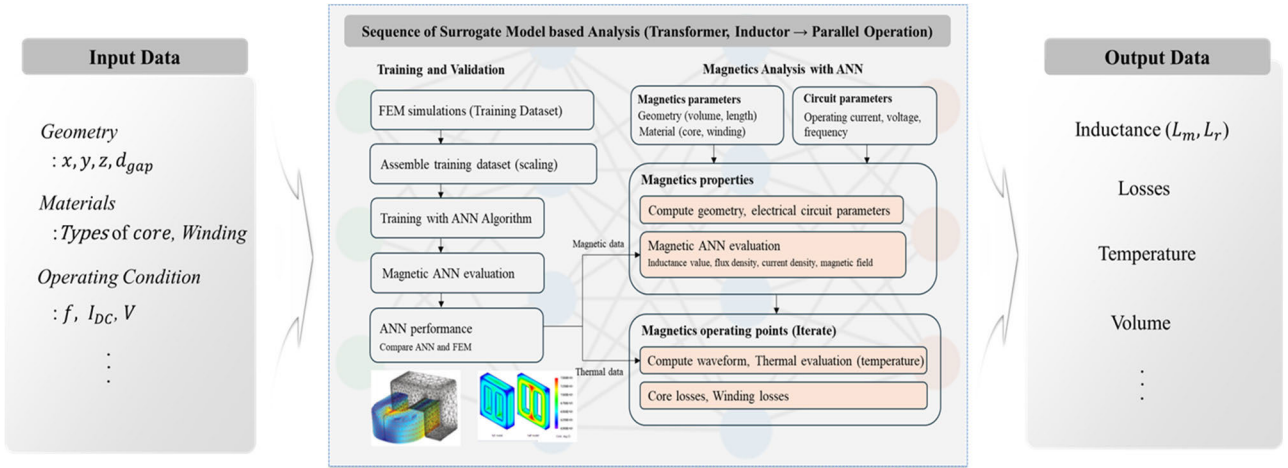 Input Data
Geometry
: x, y, z, d_gap
Materials
: Types of core, Winding
Operating Condition
: f, I_DC, V
⋮
Sequence of Surrogate Model based Analysis (Transformer, Inductor → Parallel Operation)
Training and Validation
FEM simulations (Training Dataset)
Assemble training dataset (scaling)
Training with ANN Algorithm
Magnetic ANN evaluation
ANN performance
Compare ANN and FEM
Magnetic data
Thermal data
Magnetics Analysis with ANN
Magnetics parameters
Geometry (volume, length)
Material (core, winding)
Circuit parameters
Operating current, voltage,
frequency
Magnetics properties
Compute geometry, electrical circuit parameters
Magnetic ANN evaluation
Inductance value, flux density, current density, magnetic field
Magnetics operating points (Iterate)
Compute waveform, Thermal evaluation (temperature)
Core losses, Winding losses
Output Data
Inductance (L_m, L_r)
Losses
Temperature
Volume
⋮